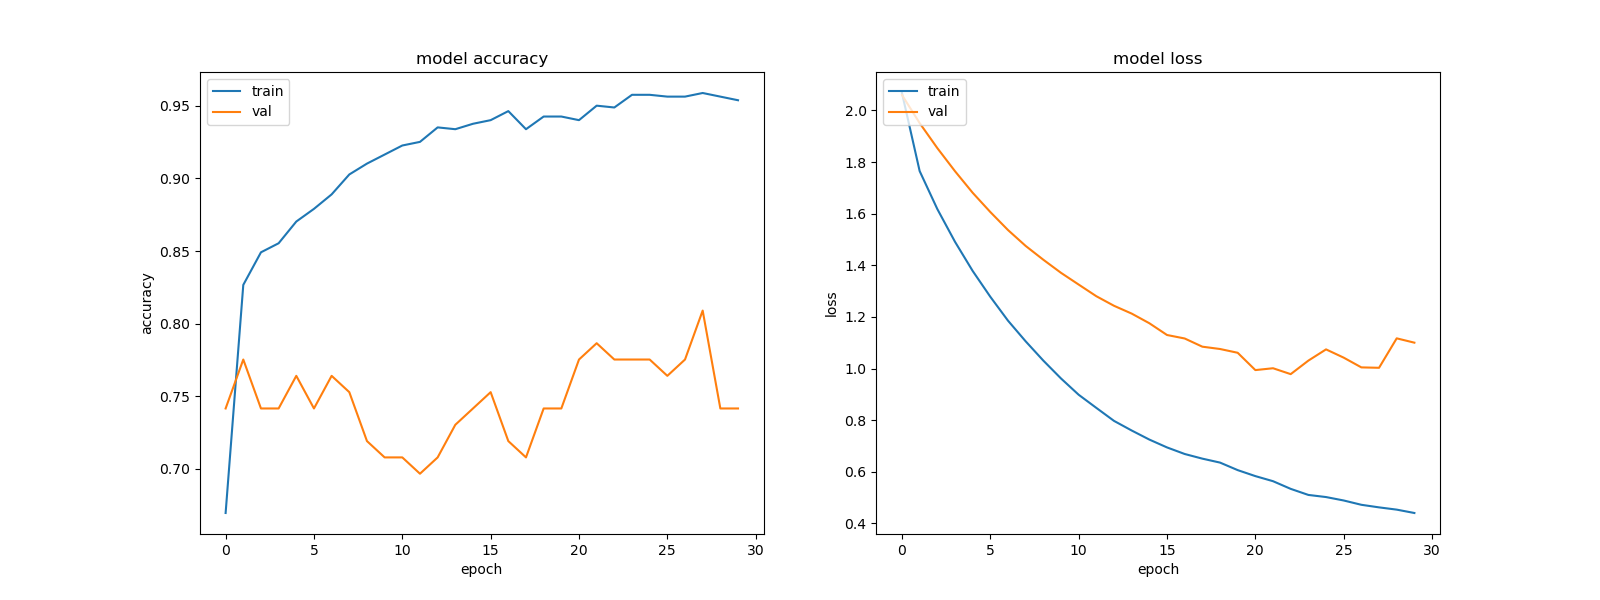 model accuracy
train
val
0.95
0.90
0.85
0.80
0.75
0.70
accuracy
0 5 10 15 20 25 30
epoch
model loss
train
val
2.0
1.8
1.6
1.4
1.2
1.0
0.8
0.6
0.4
loss
0 5 10 15 20 25 30
epoch